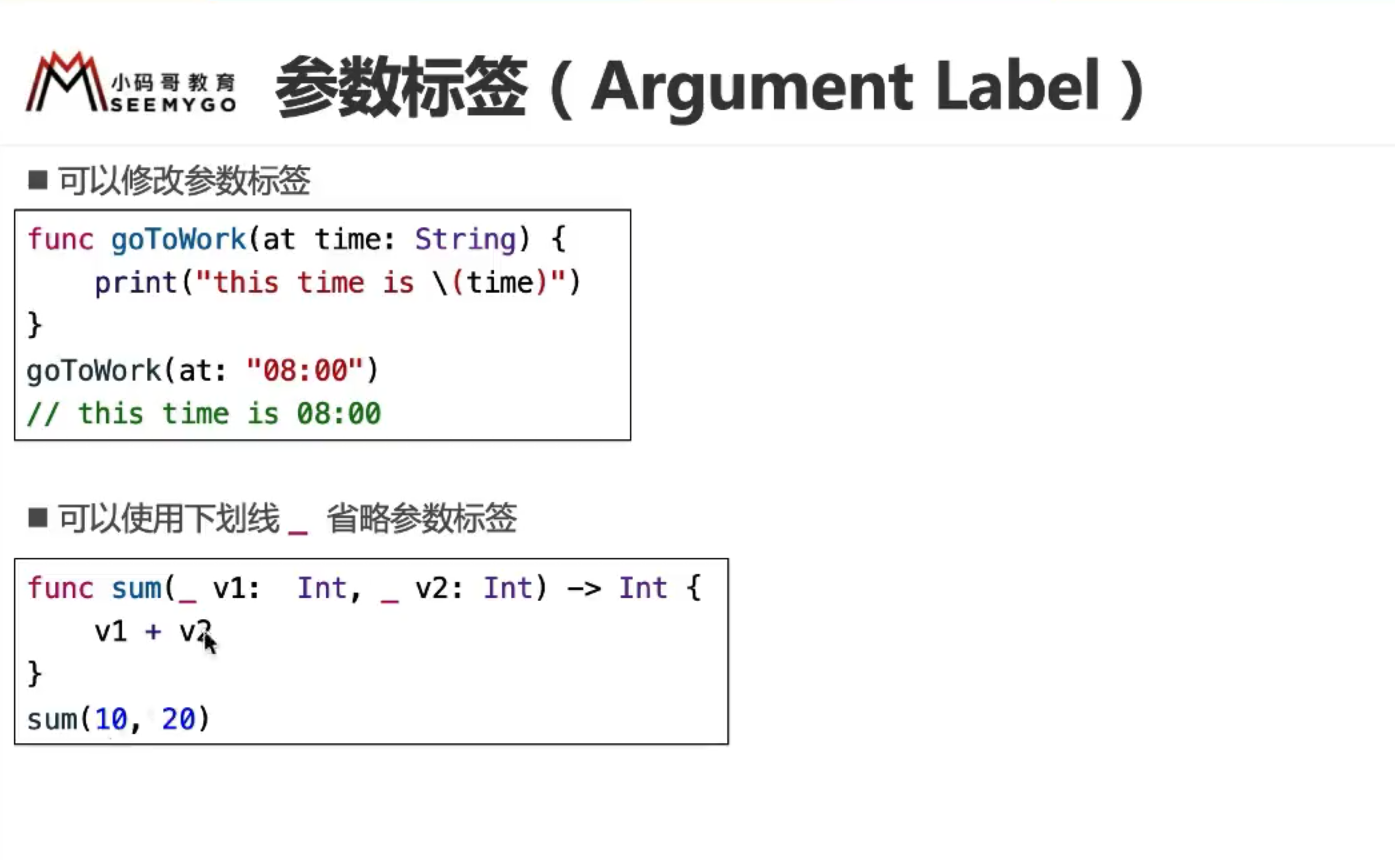 小码哥教育
SEEMYGO
参数标签（Argument Label）
■ 可以修改参数标签
func goToWork(at time: String) {
    print("this time is \(time)")
}
goToWork(at: "08:00")
// this time is 08:00
■ 可以使用下划线 _ 省略参数标签
func sum(_ v1:  Int, _ v2: Int) -> Int {
    v1 + v2
}
sum(10, 20)